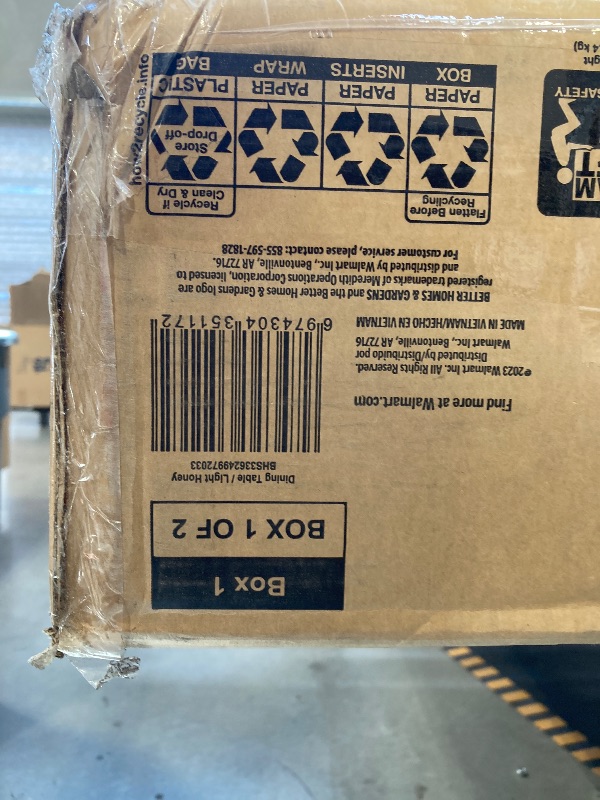 Box 1
BOX 1 OF 2
Dining Table / Light Honey
BHS336249972033
6 974304 351172
Find more at Walmart.com
©2023 Walmart Inc. All Rights Reserved.
Distributed by/Distribuido por
Walmart Inc., Bentonville, AR 72716
MADE IN VIETNAM/HECHO EN VIETNAM
BETTER HOMES & GARDENS and the Better Homes & Gardens logo are
registered trademarks of Meredith Operations Corporation, licensed to
and distributed by Walmart Inc., Bentonville, AR 72716.
For customer service, please contact: 855-597-1828
Flatten Before
Recycling
PAPER
BOX
PAPER
INSERTS
PAPER
WRAP
Recycle if
Clean & Dry
Store
Drop-off
PLASTIC
BAG
how2recycle.info